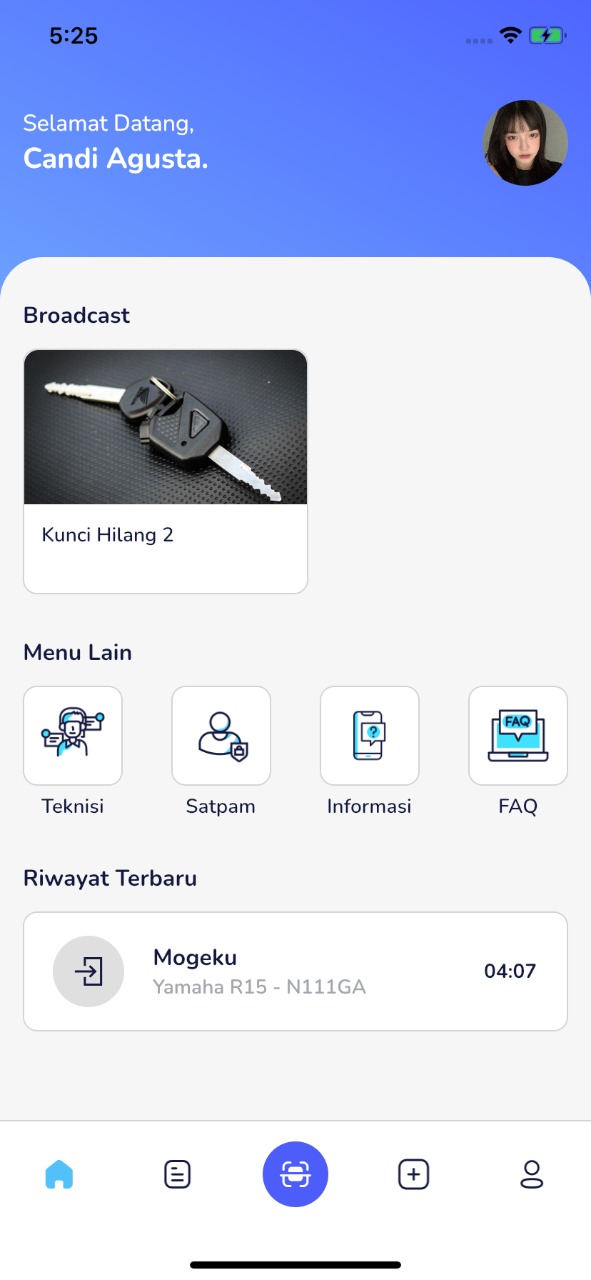 5:25
Selamat Datang,
Candi Agusta.
Broadcast
Kunci Hilang 2
Menu Lain
FAQ
Teknisi
Satpam
Informasi
FAQ
Riwayat Terbaru
Mogeku
04:07
Yamaha R15 - N111GA